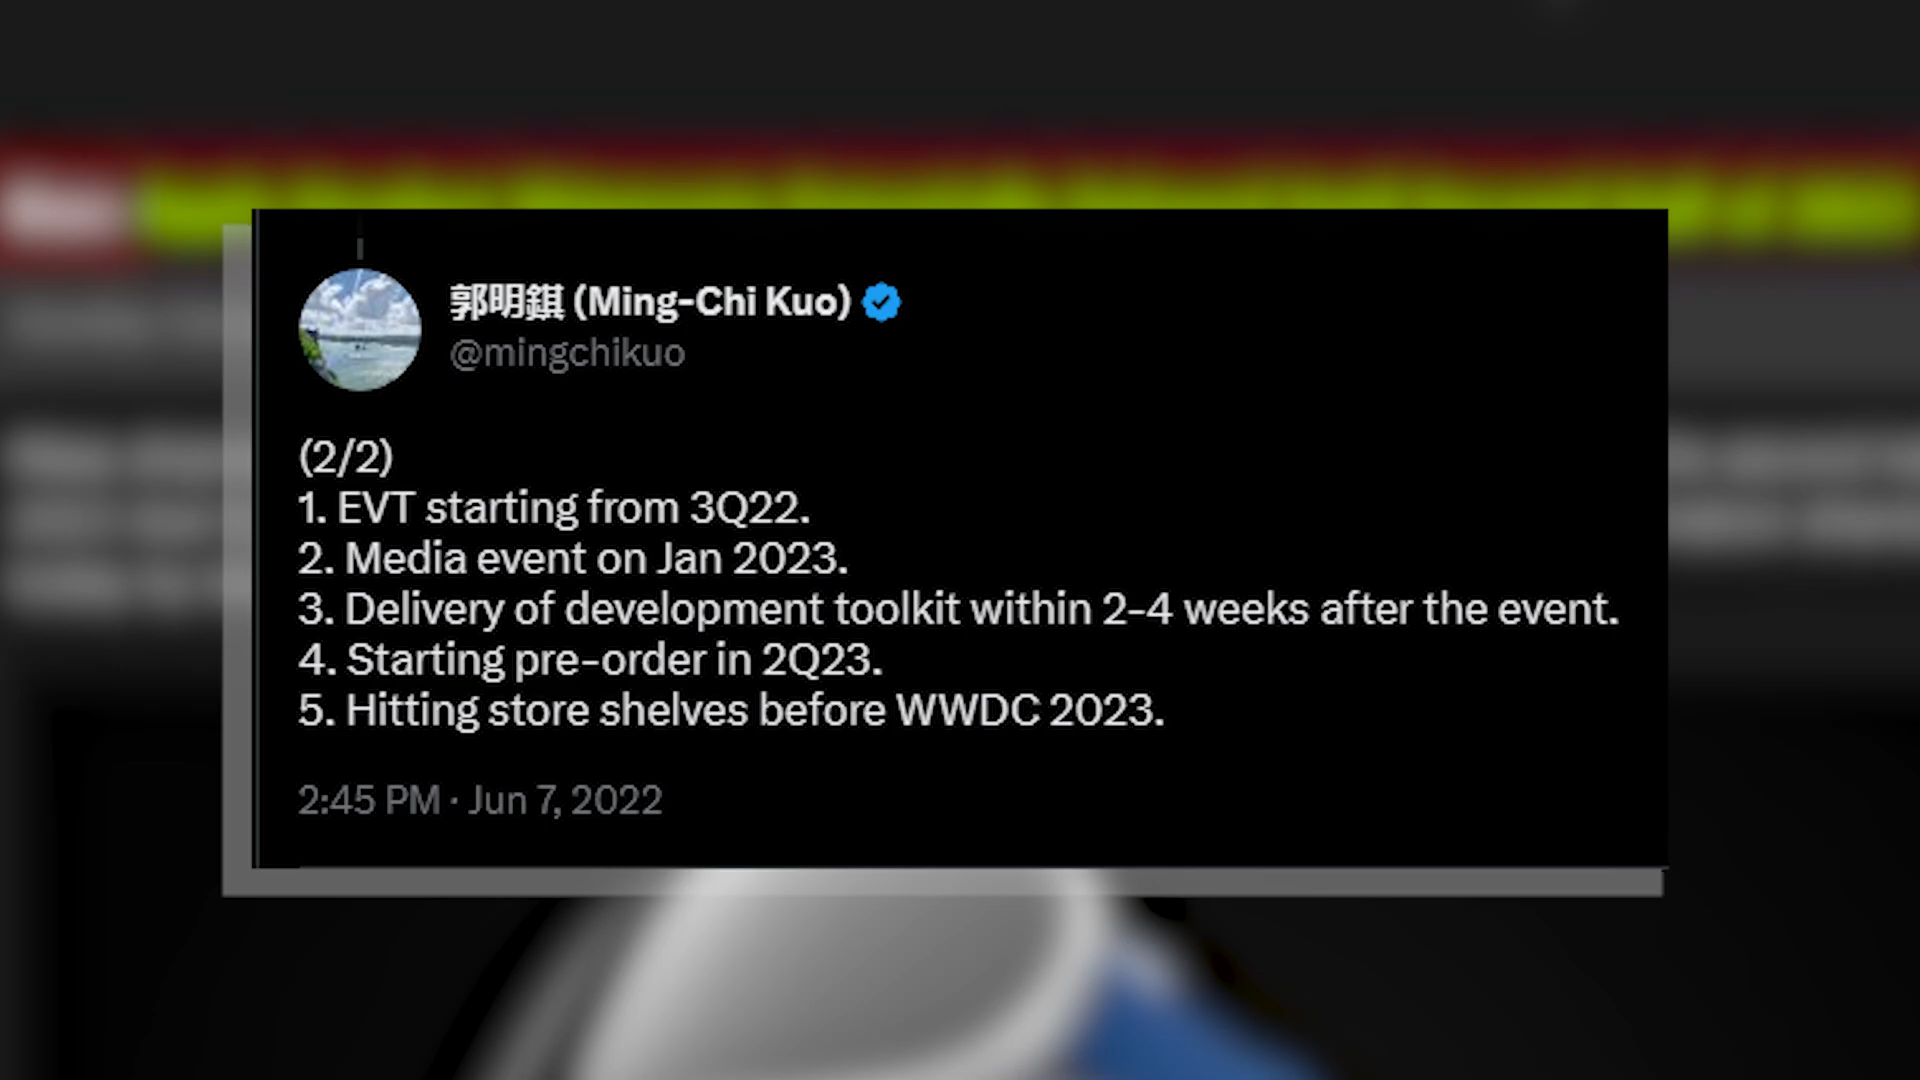 郭明錤 (Ming-Chi Kuo)
@mingchikuo
(2/2)
1. EVT starting from 3Q22.
2. Media event on Jan 2023.
3. Delivery of development toolkit within 2-4 weeks after the event.
4. Starting pre-order in 2Q23.
5. Hitting store shelves before WWDC 2023.
2:45 PM · Jun 7, 2022